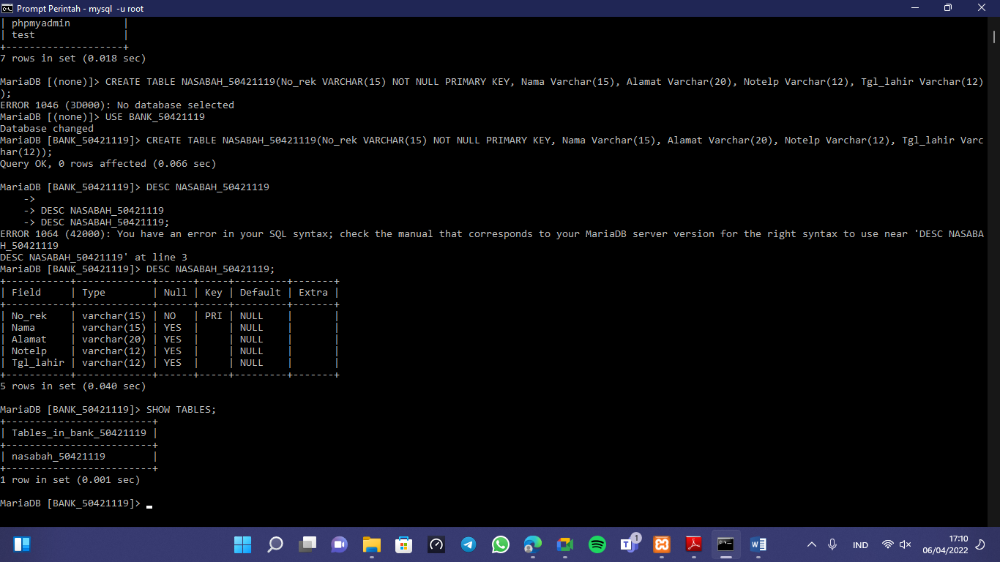 Prompt Perintah - mysql -u root
| phpmyadmin         |
| test               |
+--------------------+
7 rows in set (0.018 sec)
MariaDB [(none)]> CREATE TABLE NASABAH_50421119(No_rek VARCHAR(15) NOT NULL PRIMARY KEY, Nama Varchar(15), Alamat Varchar(20), Notelp Varchar(12), Tgl_lahir Varchar(12)
);
ERROR 1046 (3D000): No database selected
MariaDB [(none)]> USE BANK_50421119
Database changed
MariaDB [BANK_50421119]> CREATE TABLE NASABAH_50421119(No_rek VARCHAR(15) NOT NULL PRIMARY KEY, Nama Varchar(15), Alamat Varchar(20), Notelp Varchar(12), Tgl_lahir Varc
har(12));
Query OK, 0 rows affected (0.066 sec)
MariaDB [BANK_50421119]> DESC NASABAH_50421119
    ->
    -> DESC NASABAH_50421119
    -> DESC NASABAH_50421119;
ERROR 1064 (42000): You have an error in your SQL syntax; check the manual that corresponds to your MariaDB server version for the right syntax to use near 'DESC NASABA
H_50421119
DESC NASABAH_50421119' at line 3
MariaDB [BANK_50421119]> DESC NASABAH_50421119;
+-----------+-------------+------+-----+---------+-------+
| Field     | Type        | Null | Key | Default | Extra |
+-----------+-------------+------+-----+---------+-------+
| No_rek    | varchar(15) | NO   | PRI | NULL    |       |
| Nama      | varchar(15) | YES  |     | NULL    |       |
| Alamat    | varchar(20) | YES  |     | NULL    |       |
| Notelp    | varchar(12) | YES  |     | NULL    |       |
| Tgl_lahir | varchar(12) | YES  |     | NULL    |       |
+-----------+-------------+------+-----+---------+-------+
5 rows in set (0.040 sec)
MariaDB [BANK_50421119]> SHOW TABLES;
+-------------------------+
| Tables_in_bank_50421119 |
+-------------------------+
| nasabah_50421119        |
+-------------------------+
1 row in set (0.001 sec)
MariaDB [BANK_50421119]>
1
IND
17:10
06/04/2022